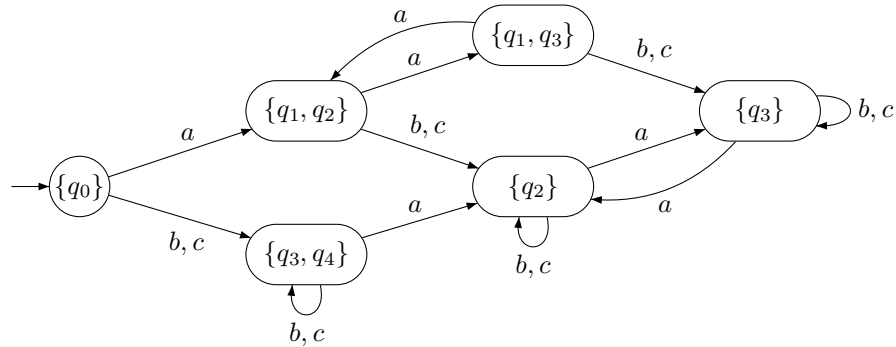 a
{q1, q3}
b, c
a
{q1, q2}
{q3}
b, c
a
b, c
a
{q0}
{q2}
a
b, c
a
{q3, q4}
b, c
b, c